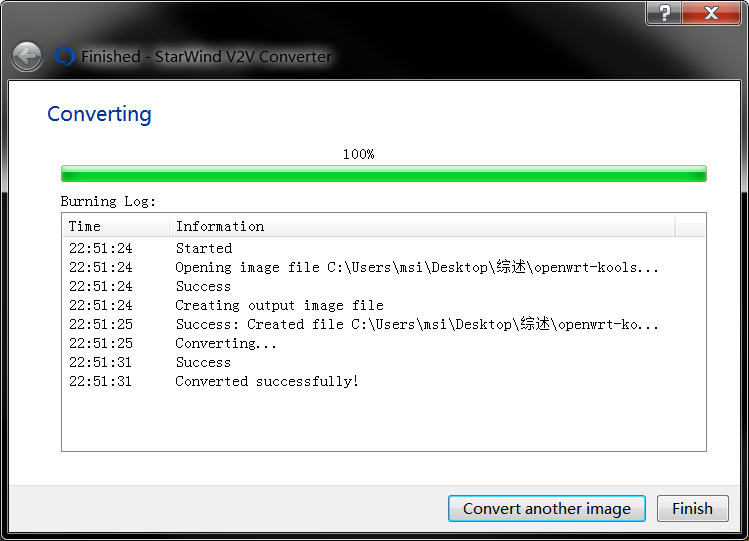 ?
X
Finished - StarWind V2V Converter
Converting
100%
Burning Log:
Time Information
22:51:24 Started
22:51:24 Opening image file C:\Users\msi\Desktop\综述\openwrt-kools...
22:51:24 Success
22:51:24 Creating output image file
22:51:25 Success: Created file C:\Users\msi\Desktop\综述\openwrt-ko...
22:51:25 Converting...
22:51:31 Success
22:51:31 Converted successfully!
Convert another image Finish